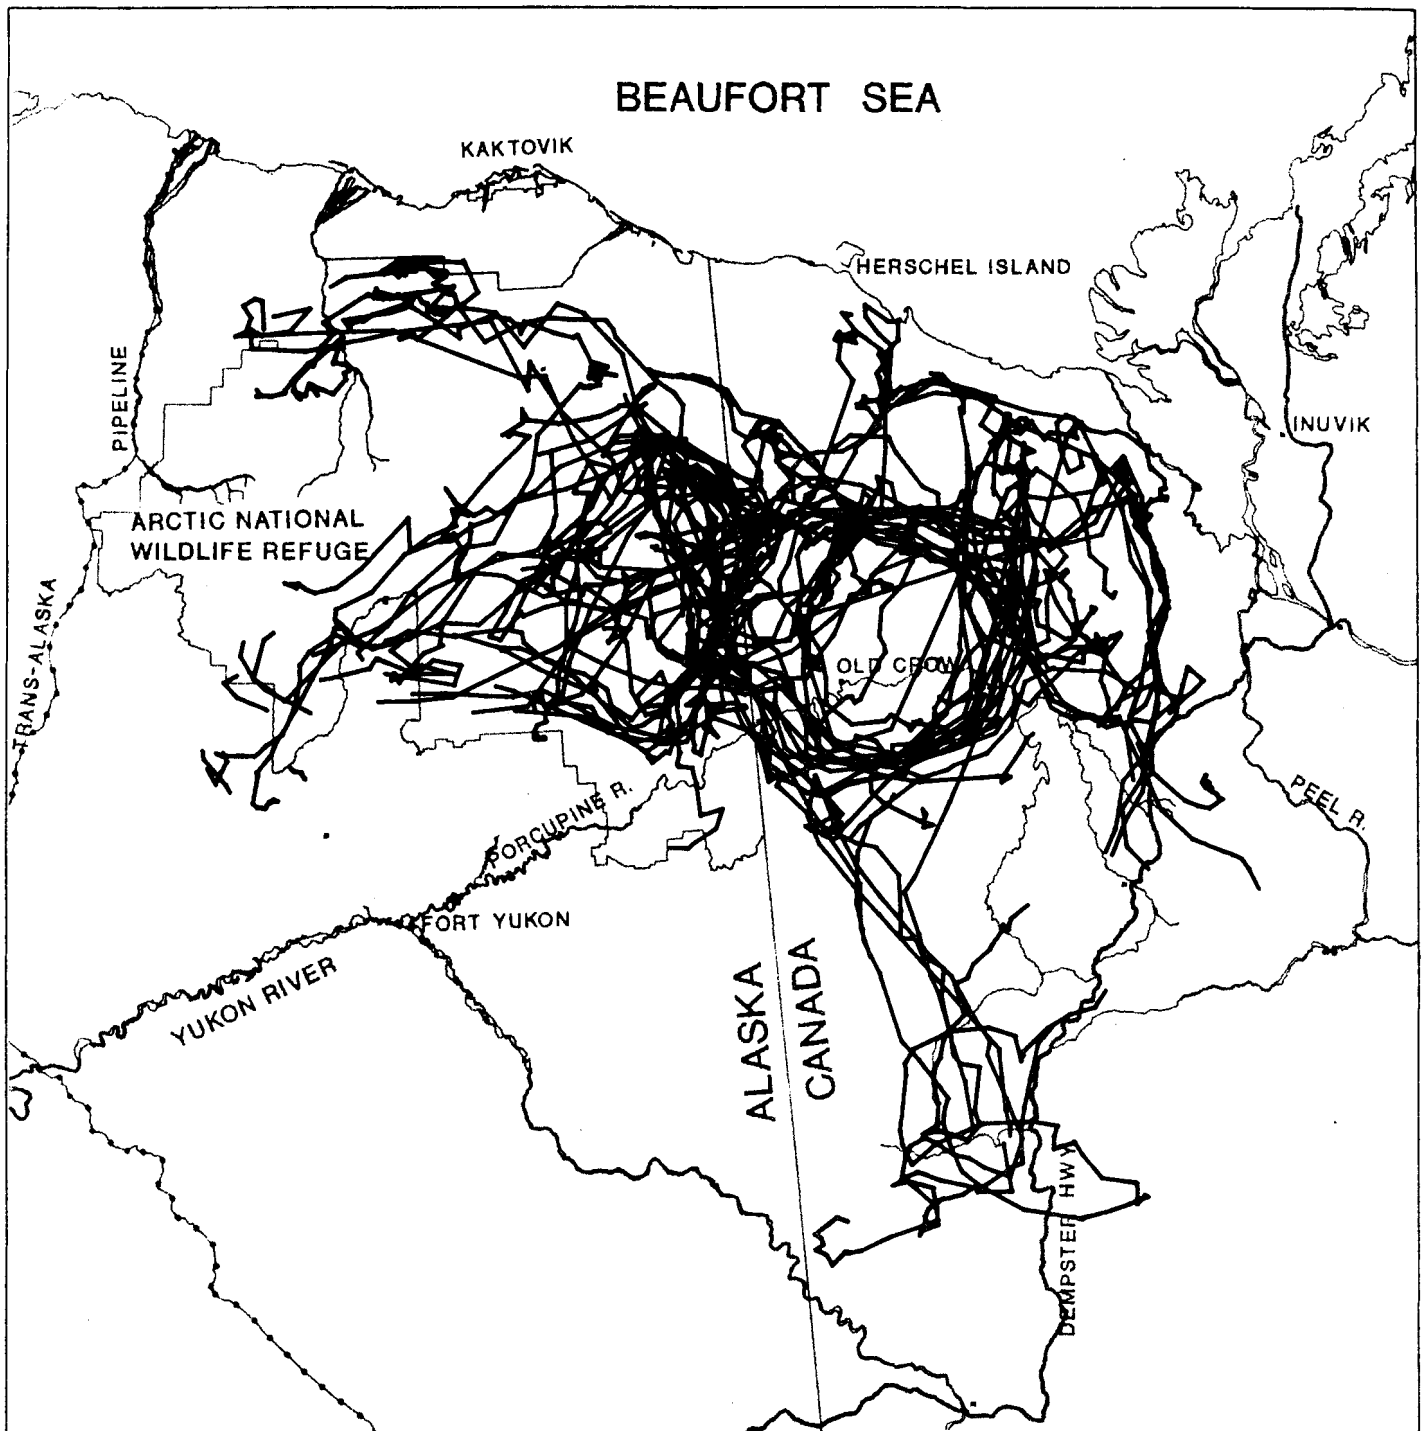 BEAUFORT SEA
KAKTOVIK
HERSCHEL ISLAND
PIPELINE
INUVIK
ARCTIC NATIONAL
WILDLIFE REFUGE
TRANS-ALASKA
OLD CROW
PORCUPINE R.
PEEL R.
FORT YUKON
YUKON RIVER
ALASKA
CANADA
DEMPSTER HWY